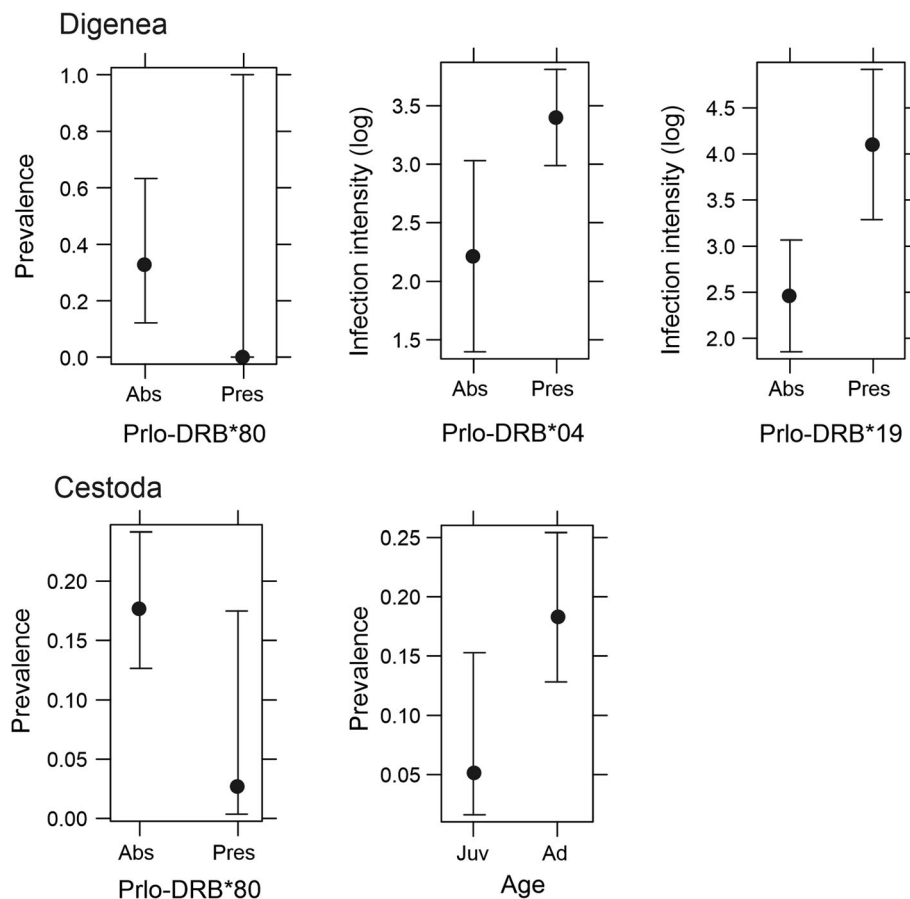 Digenea
Prevalence
1.0
0.8
0.6
0.4
0.2
0.0
Abs Pres
Prlo-DRB*80
Infection intensity (log)
3.5
3.0
2.5
2.0
1.5
Abs Pres
Prlo-DRB*04
Infection intensity (log)
4.5
4.0
3.5
3.0
2.5
2.0
Abs Pres
Prlo-DRB*19
Cestoda
Prevalence
0.20
0.15
0.10
0.05
0.00
Abs Pres
Prlo-DRB*80
Prevalence
0.25
0.20
0.15
0.10
0.05
Juv Ad
Age